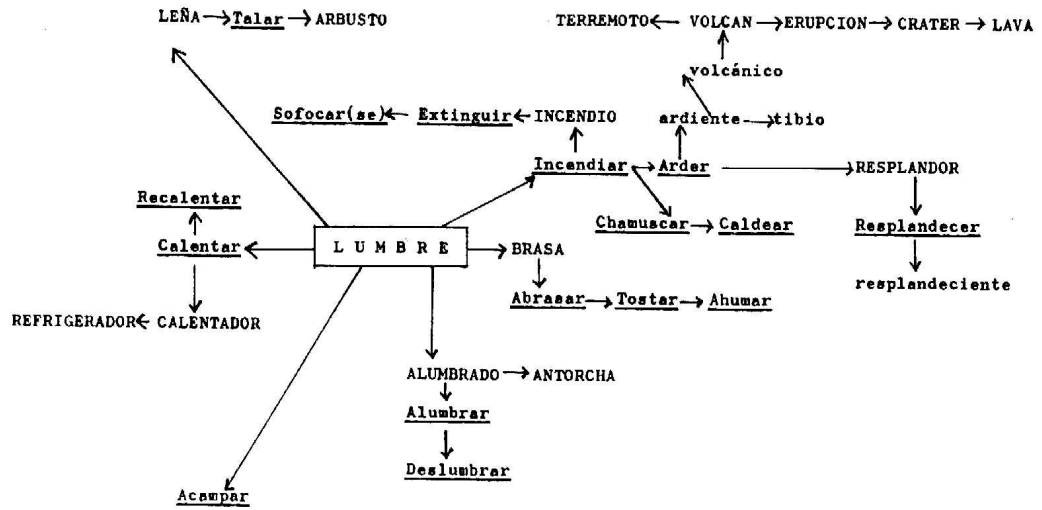 LEÑA → Talar → ARBUSTO
TERREMOTO ← VOLCAN → ERUPCION → CRATER → LAVA
volcánico
Sofocar(se) ← Extinguir ← INCENDIO
ardiente → tibio
Incendiar → Arder → RESPLANDOR
Recalentar
Chamuscar → Caldear
Resplandecer
Calentar
LUMBRE
BRASA
resplandeciente
Abrasar → Tostar → Ahumar
REFRIGERADOR ← CALENTADOR
ALUMBRADO → ANTORCHA
Alumbrar
Deslumbrar
Acampar